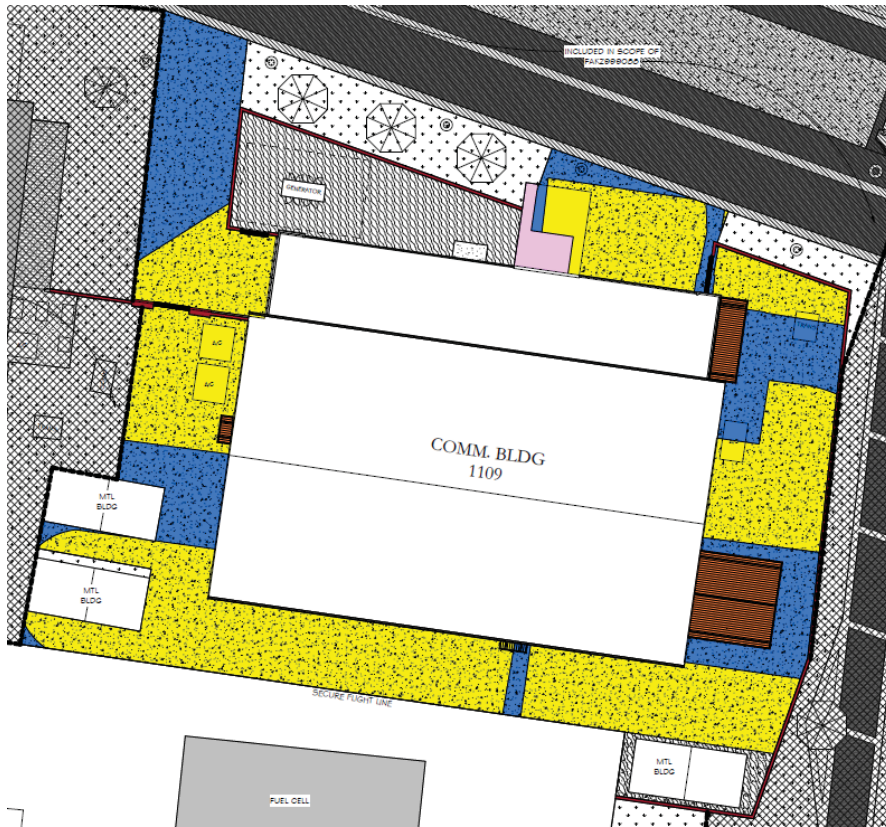 INCLUDED IN SCOPE OF
GENERATOR
A/C
A/C
COMM. BLDG
1109
MTL
BLDG
MTL
BLDG
SECURE FLIGHT LINE
MTL
BLDG
FUEL CELL